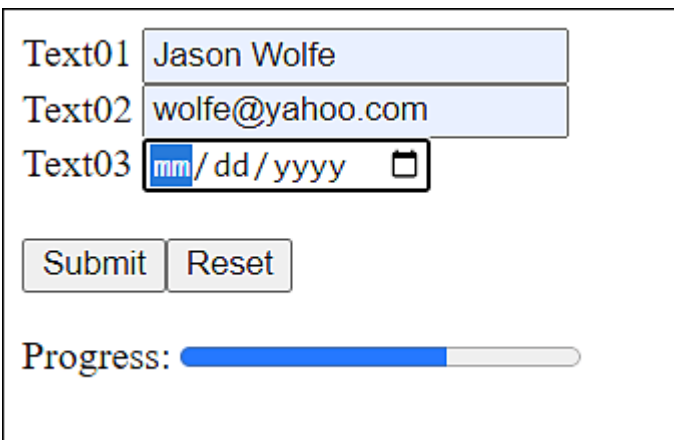 Text01 Jason Wolfe
Text02 wolfe@yahoo.com
Text03 mm/dd/yyyy
Submit Reset
Progress: